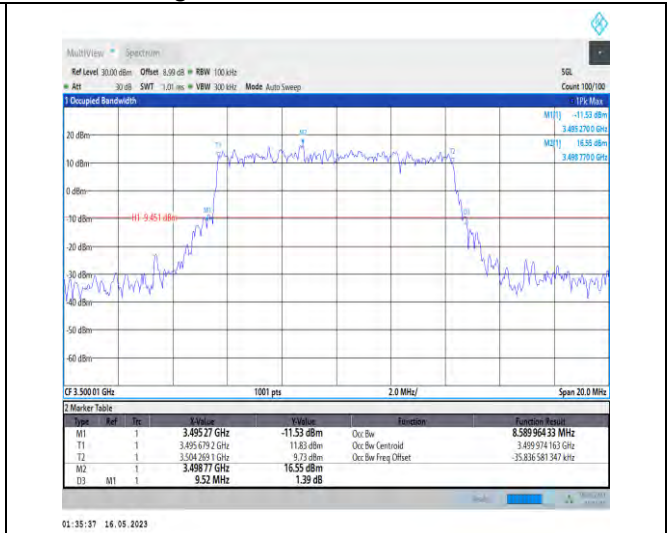 MultiView Spectrum
Ref Level 30.00 dBm Offset 8.99 dB RBW 100 kHz SGL
Att 30 dB SWT 1.01 ms VBW 300 kHz Mode Auto Sweep Count 100/100
1 Occupied Bandwidth 1Pk Max
M1[1] -11.53 dBm
3.495 270 0 GHz
M2[1] 16.55 dBm
3.498 770 0 GHz
20 dBm
M2
T1
T2
10 dBm
0 dBm
M1
D3
-10 dBm
H1 -9.451 dBm
-20 dBm
-30 dBm
-40 dBm
-50 dBm
-60 dBm
CF 3.500 01 GHz 1001 pts 2.0 MHz/ Span 20.0 MHz
2 Marker Table
Type Ref Trc X-Value Y-Value Function Function Result
M1 1 3.495 27 GHz -11.53 dBm Occ Bw 8.589 964 33 MHz
T1 1 3.495 679 2 GHz 11.83 dBm Occ Bw Centroid 3.499 974 163 GHz
T2 1 3.504 269 1 GHz 9.73 dBm Occ Bw Freq Offset -35.836 581 347 kHz
M2 1 3.498 77 GHz 16.55 dBm
D3 M1 1 9.52 MHz 1.39 dB
01:35:37 16.05.2023